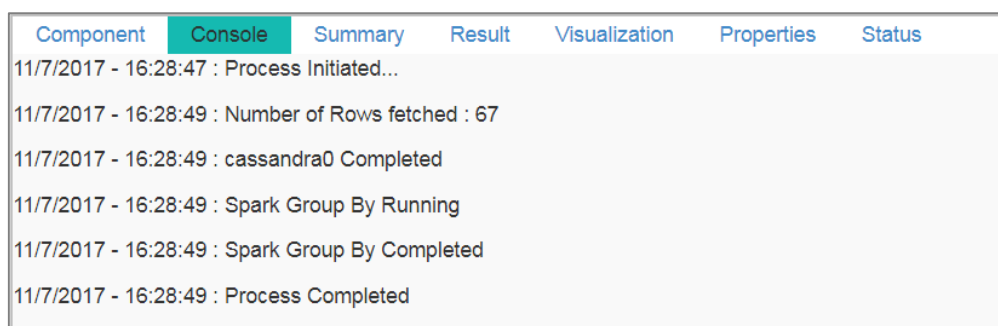 Component Console Summary Result Visualization Properties Status
11/7/2017 - 16:28:47 : Process Initiated...
11/7/2017 - 16:28:49 : Number of Rows fetched : 67
11/7/2017 - 16:28:49 : cassandra0 Completed
11/7/2017 - 16:28:49 : Spark Group By Running
11/7/2017 - 16:28:49 : Spark Group By Completed
11/7/2017 - 16:28:49 : Process Completed